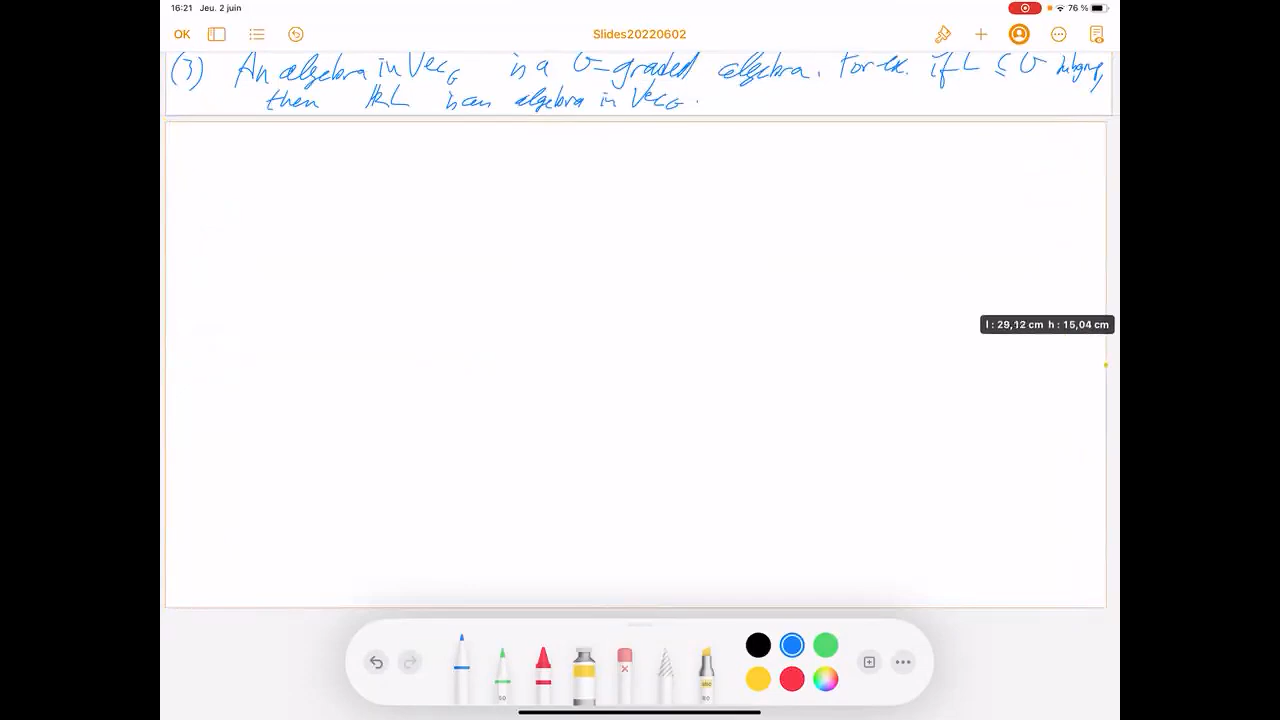 16:21 Jeu. 2 juin
76 %
OK
Slides20220602
(3) An algebra in Vec_G is a G-graded algebra. For ex. if L ⊆ G subgrp,
then kL is an algebra in Vec_G.
l : 29,12 cm h : 15,04 cm